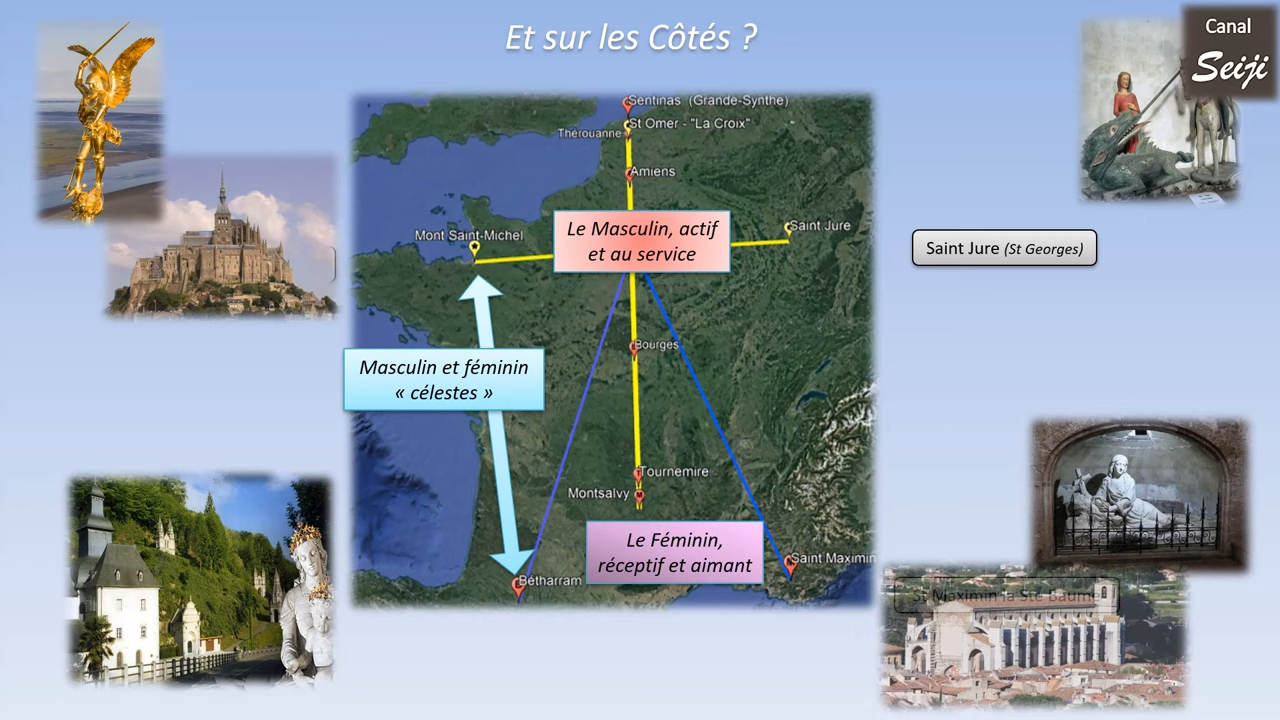 Et sur les Côtés ?
Canal
Seiji
Sentinas (Grande-Synthe)
St Omer - "La Croix"
Thérouanne
Amiens
Mont Saint-Michel
Le Masculin, actif
et au service
Saint Jure
Saint Jure (St Georges)
Bourges
Masculin et féminin
« célestes »
Tournemire
Montsalvy
Le Féminin,
réceptif et aimant
Saint Maximin
Bétharram
St Maximin la Ste Baume